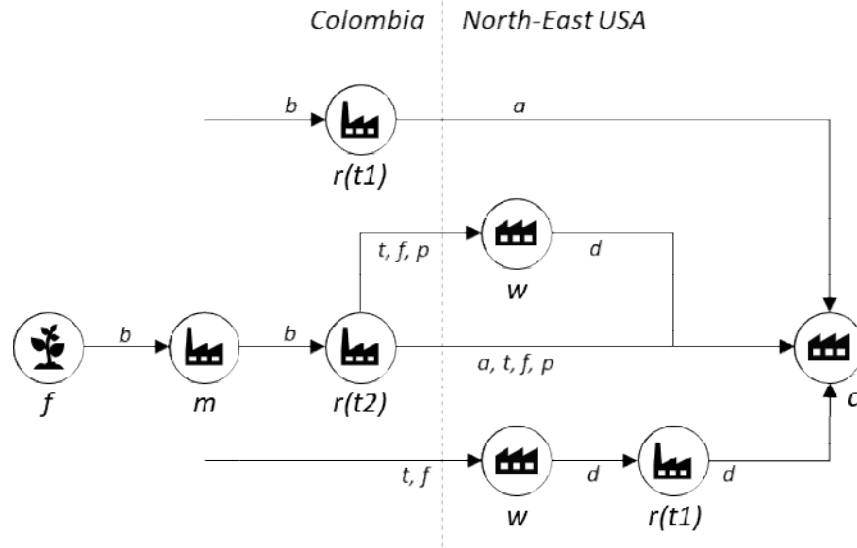 Colombia North-East USA
b a
r(t1)
t, f, p d
w
b b a, t, f, p
f m r(t2)
t, f d d
w r(t1)